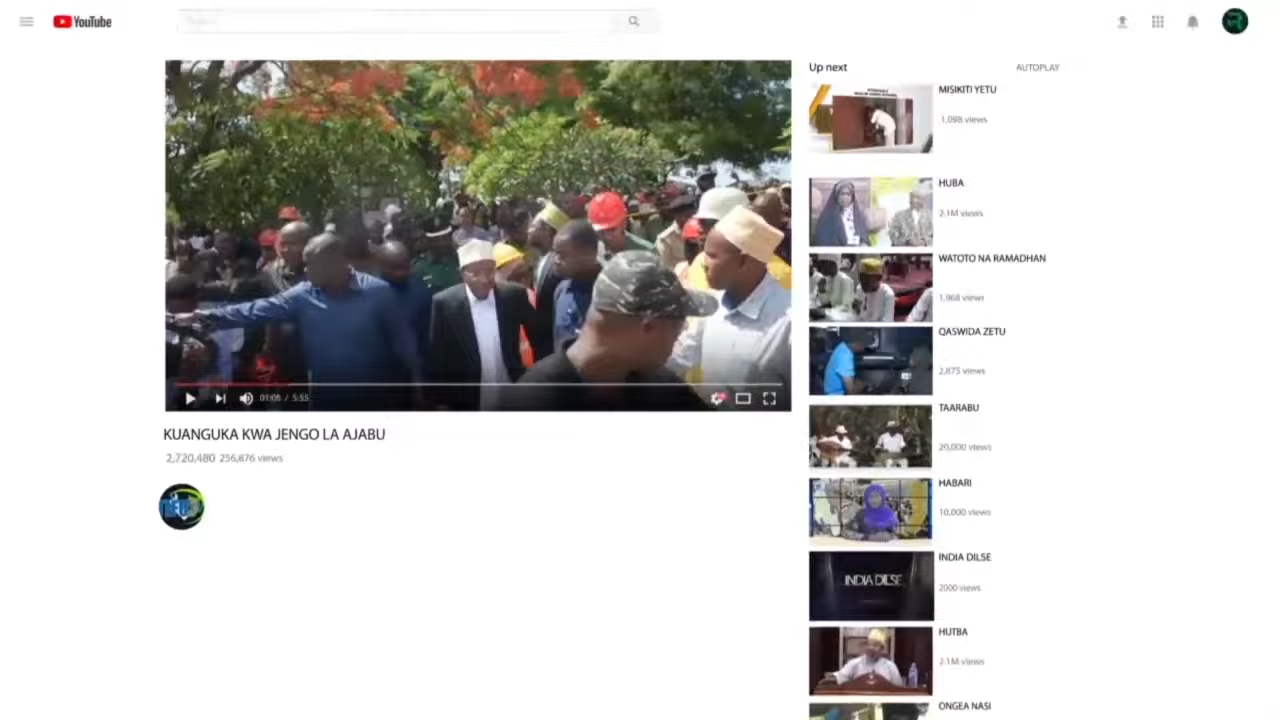 YouTube
Search
KUANGUKA KWA JENGO LA AJABU
2,720,480 256,876 views
01:06 / 5:55
NEWS
Up next
AUTOPLAY
MISIKITI YETU
1,098 views
HUBA
2.1M views
WATOTO NA RAMADHAN
1,968 views
QASWIDA ZETU
2,875 views
TAARABU
20,000 views
HABARI
10,000 views
INDIA DILSE
INDIA DILSE
2000 views
HUTBA
2.1M views
ONGEA NASI